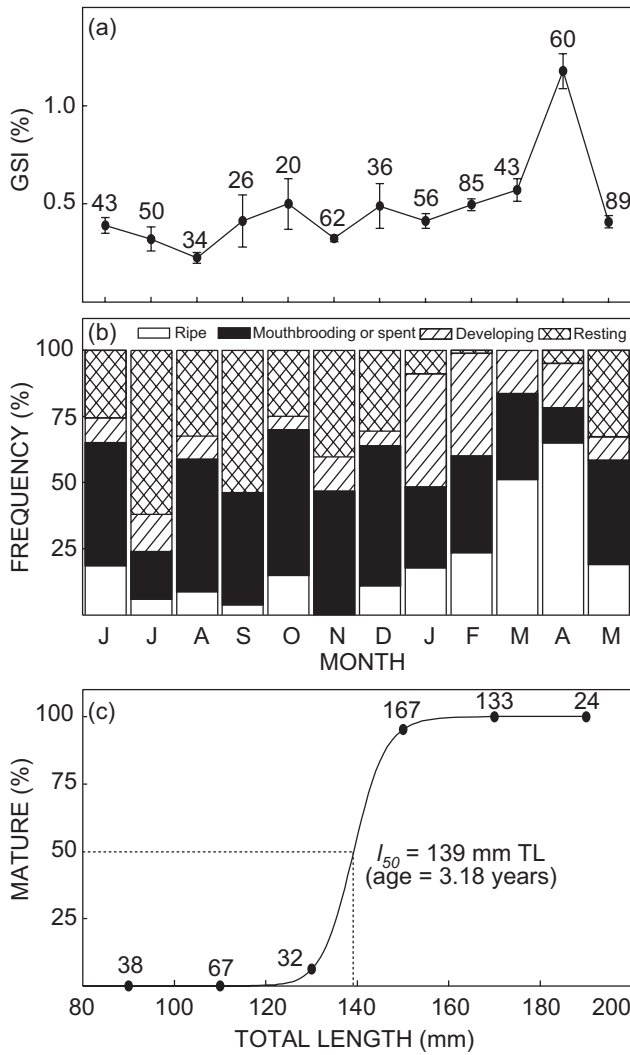 (a)
60
1.0
GSI (%)
43
50
34
26
20
62
36
56
85
43
89
0.5
(b)
Ripe
Mouthbrooding or spent
Developing
Resting
100
75
50
25
FREQUENCY (%)
J J A S O N D J F M A M
MONTH
(c)
100
75
50
25
MATURE (%)
167
133
24
l50 = 139 mm TL
(age = 3.18 years)
38
67
32
80 100 120 140 160 180 200
TOTAL LENGTH (mm)